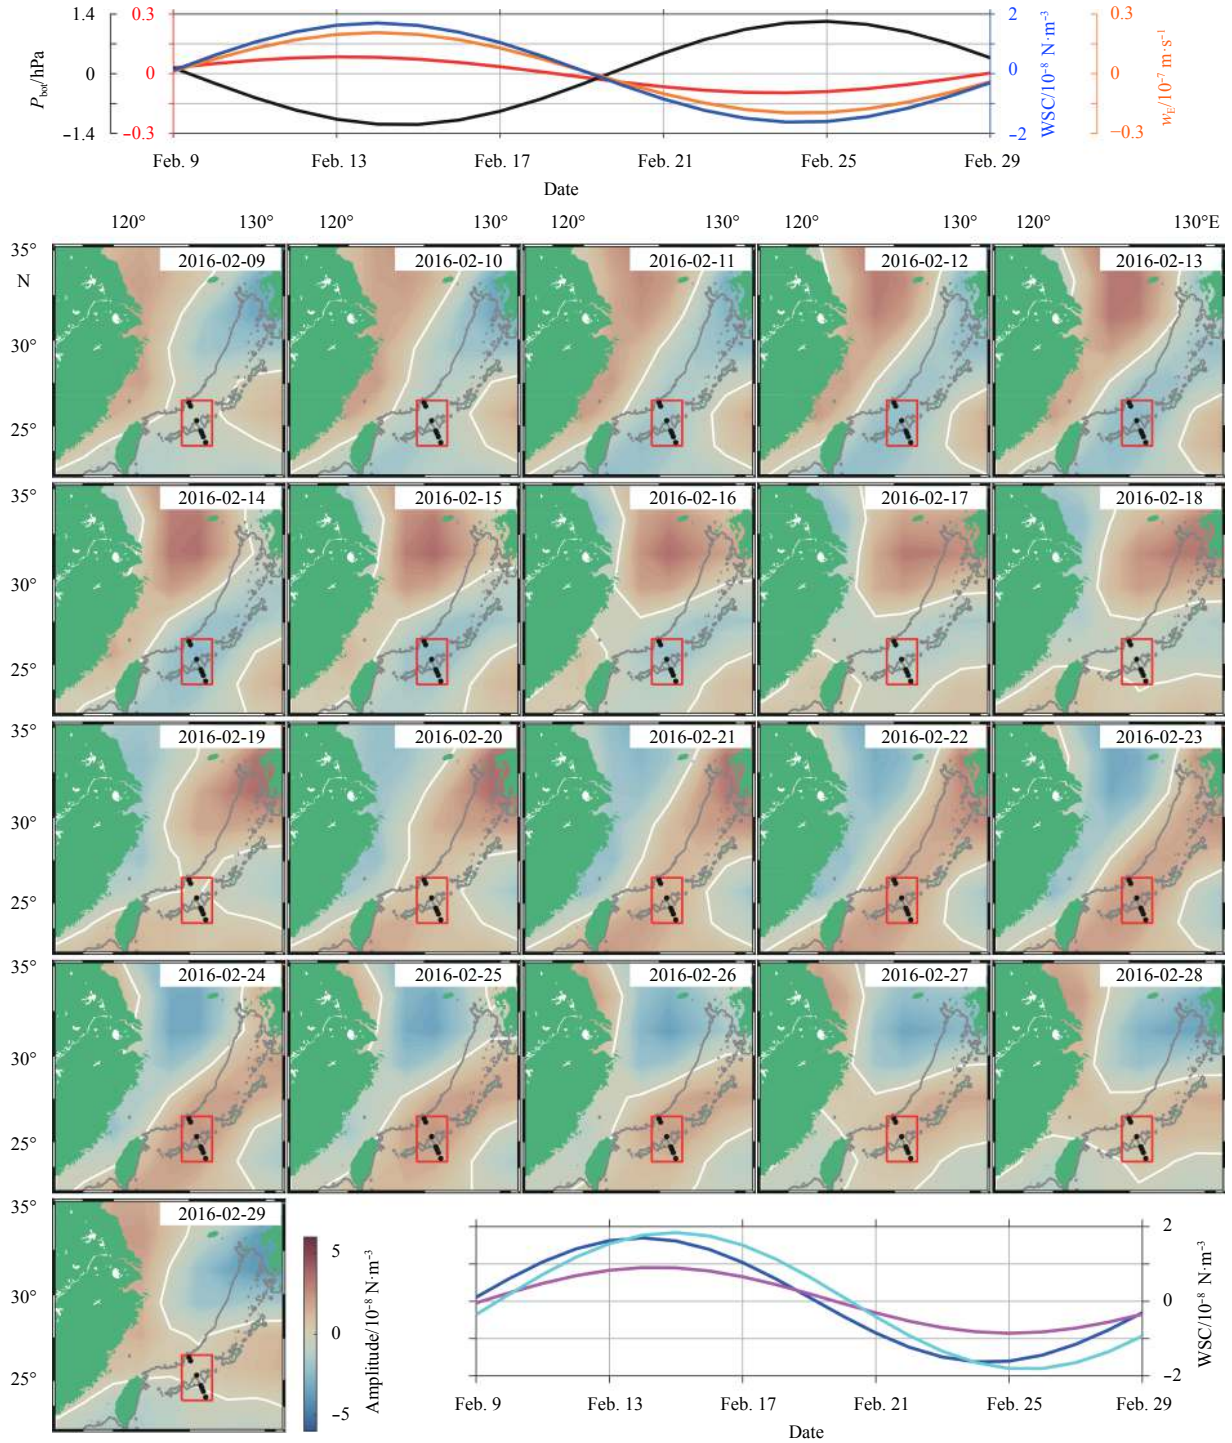 1.4 0.3 2 0.3
P_bot/hPa 0 0 0 WSC/10⁻⁸ N·m⁻³ 0 w_E/10⁻⁷ m·s⁻¹
−1.4 −0.3 −2 −0.3
Feb. 9 Feb. 13 Feb. 17 Feb. 21 Feb. 25 Feb. 29
Date
120° 130° 120° 130° 120° 130° 120° 130° 120° 130°E
35°
N
2016-02-09 2016-02-10 2016-02-11 2016-02-12 2016-02-13
30°
25°
35°
2016-02-14 2016-02-15 2016-02-16 2016-02-17 2016-02-18
30°
25°
35°
2016-02-19 2016-02-20 2016-02-21 2016-02-22 2016-02-23
30°
25°
35°
2016-02-24 2016-02-25 2016-02-26 2016-02-27 2016-02-28
30°
25°
35°
2016-02-29
30°
25°
5
0
−5
Amplitude/10⁻⁸ N·m⁻³
2
0
−2
WSC/10⁻⁸ N·m⁻³
Feb. 9 Feb. 13 Feb. 17 Feb. 21 Feb. 25 Feb. 29
Date